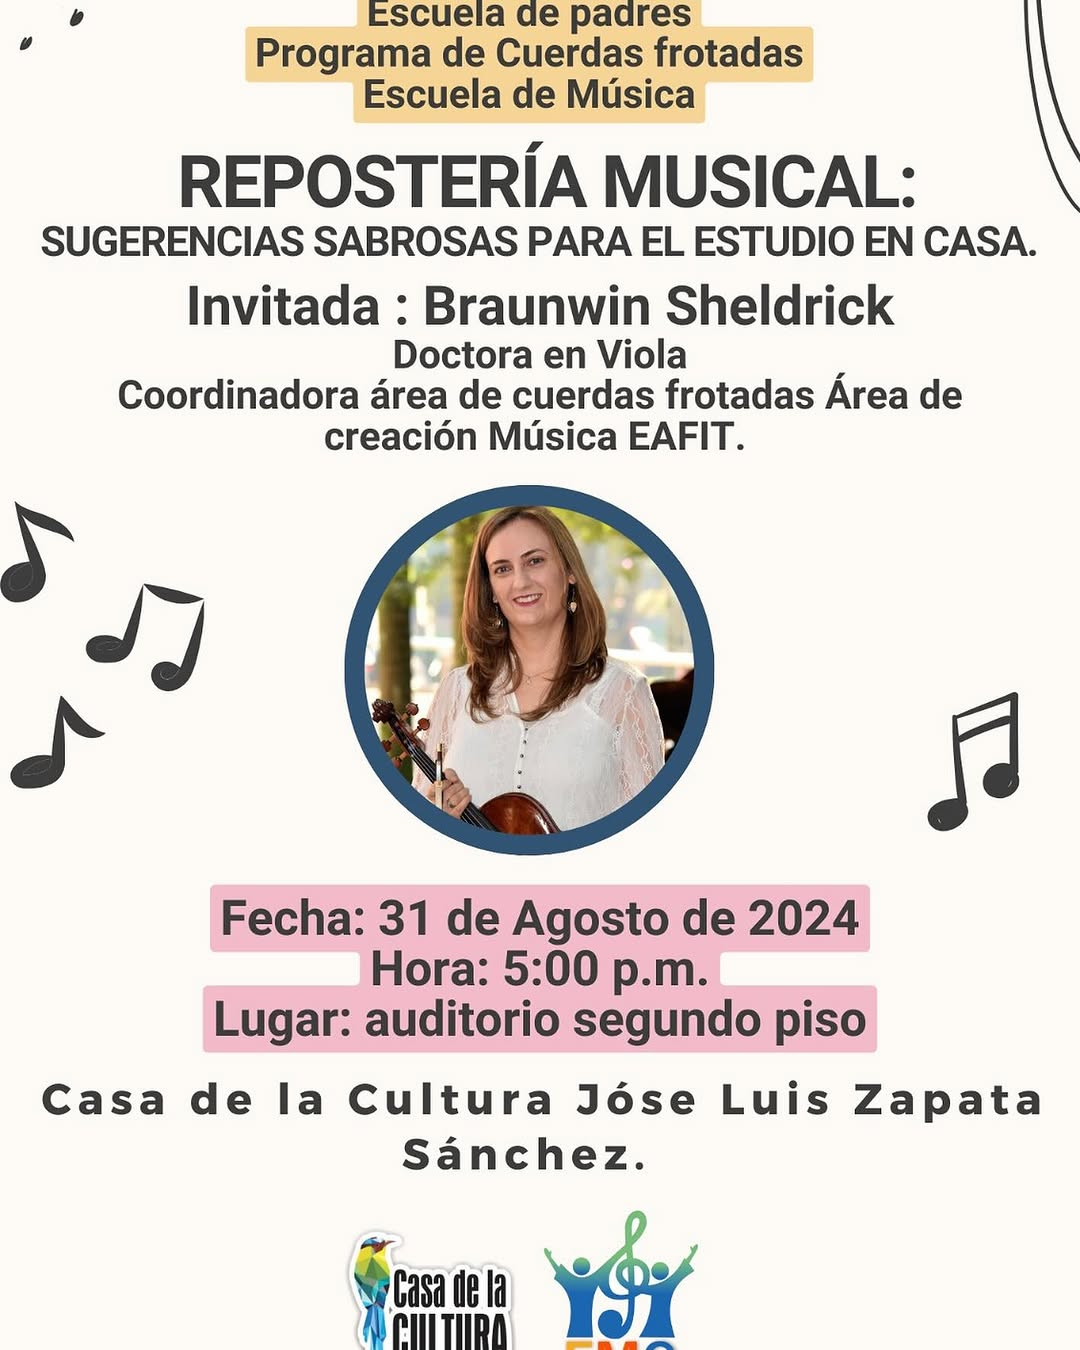 Escuela de padres
Programa de Cuerdas frotadas
Escuela de Música
REPOSTERÍA MUSICAL:
SUGERENCIAS SABROSAS PARA EL ESTUDIO EN CASA.
Invitada : Braunwin Sheldrick
Doctora en Viola
Coordinadora área de cuerdas frotadas Área de
creación Música EAFIT.
Fecha: 31 de Agosto de 2024
Hora: 5:00 p.m.
Lugar: auditorio segundo piso
Casa de la Cultura Jóse Luis Zapata
Sánchez.
Casa de la
CULTURA